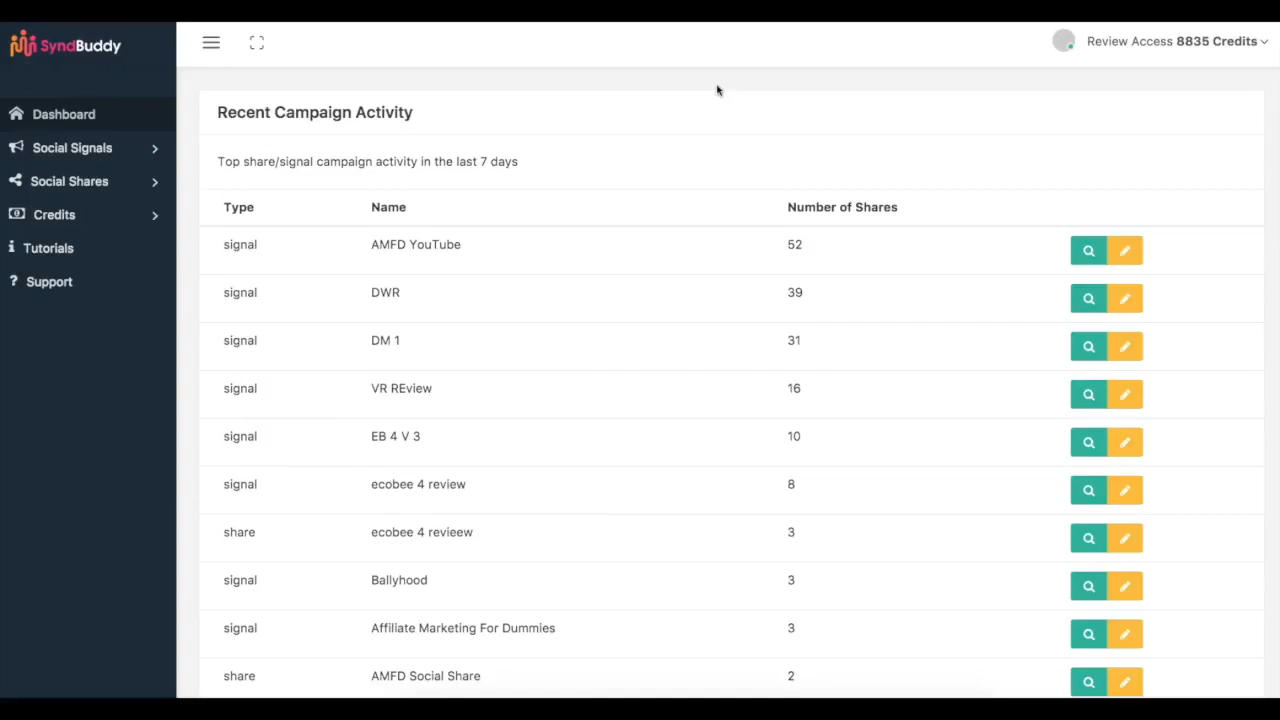 SyndBuddy
Review Access 8835 Credits
Dashboard
Social Signals
Social Shares
Credits
Tutorials
Support
Recent Campaign Activity
Top share/signal campaign activity in the last 7 days
Type Name Number of Shares
signal AMFD YouTube 52
signal DWR 39
signal DM 1 31
signal VR REview 16
signal EB 4 V 3 10
signal ecobee 4 review 8
share ecobee 4 revieew 3
signal Ballyhood 3
signal Affiliate Marketing For Dummies 3
share AMFD Social Share 2